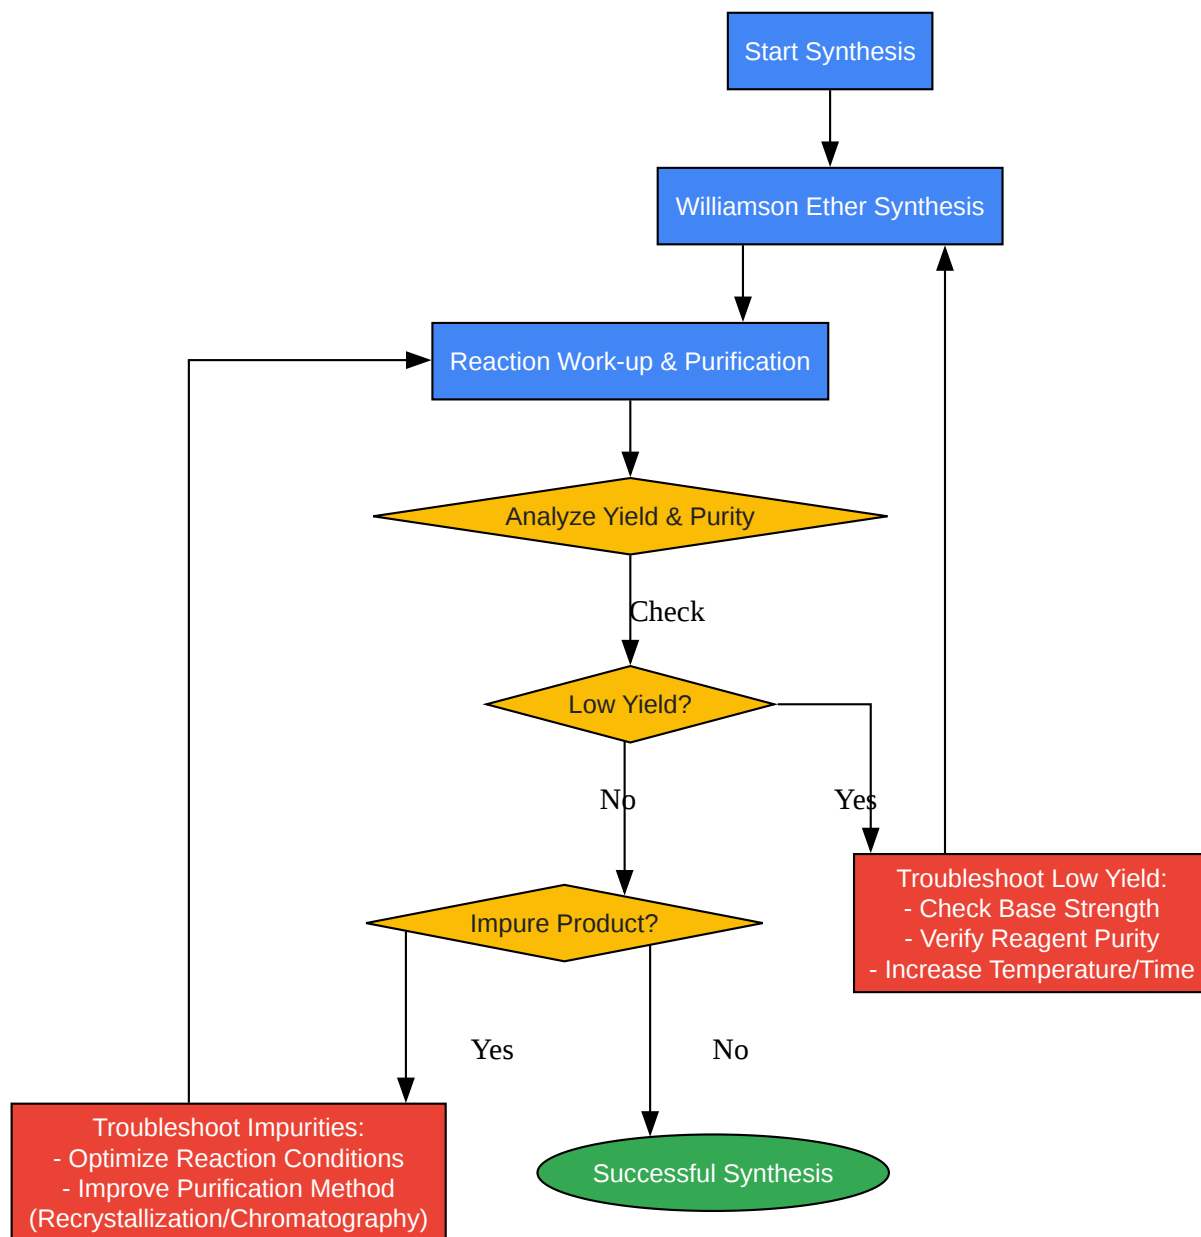 Start Synthesis
Williamson Ether Synthesis
Reaction Work-up & Purification
Analyze Yield & Purity
Check
Low Yield?
No
Yes
Troubleshoot Low Yield:
- Check Base Strength
- Verify Reagent Purity
- Increase Temperature/Time
Impure Product?
Yes
No
Troubleshoot Impurities:
- Optimize Reaction Conditions
- Improve Purification Method
(Recrystallization/Chromatography)
Successful Synthesis